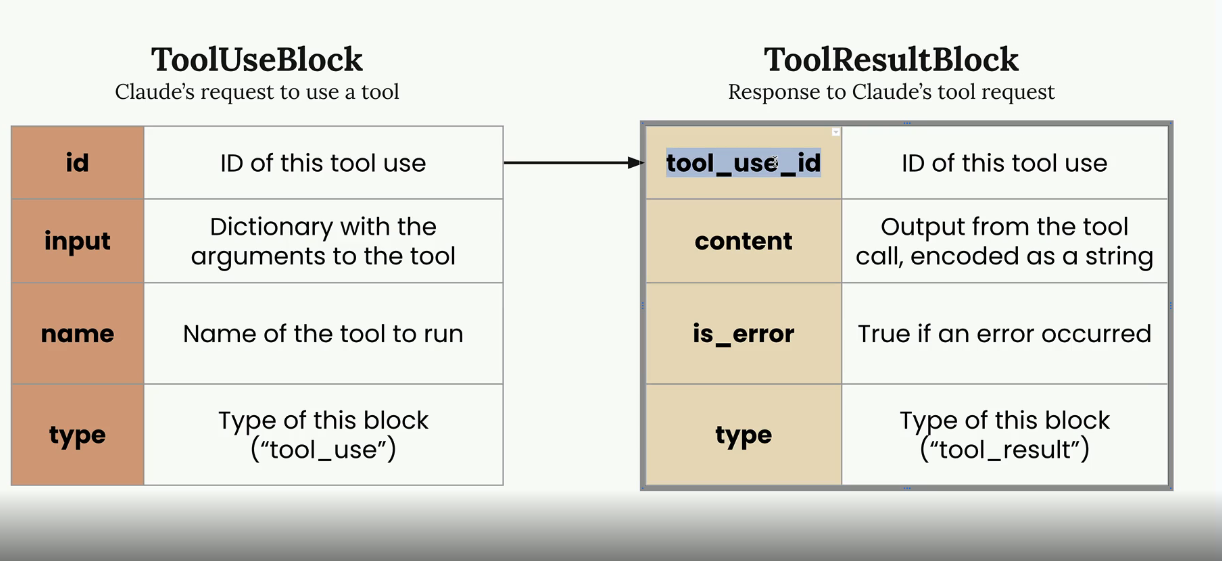 ToolUseBlock
Claude’s request to use a tool
id
ID of this tool use
input
Dictionary with the
arguments to the tool
name
Name of the tool to run
type
Type of this block
(“tool_use”)
ToolResultBlock
Response to Claude’s tool request
tool_use_id
ID of this tool use
content
Output from the tool
call, encoded as a string
is_error
True if an error occurred
type
Type of this block
(“tool_result”)